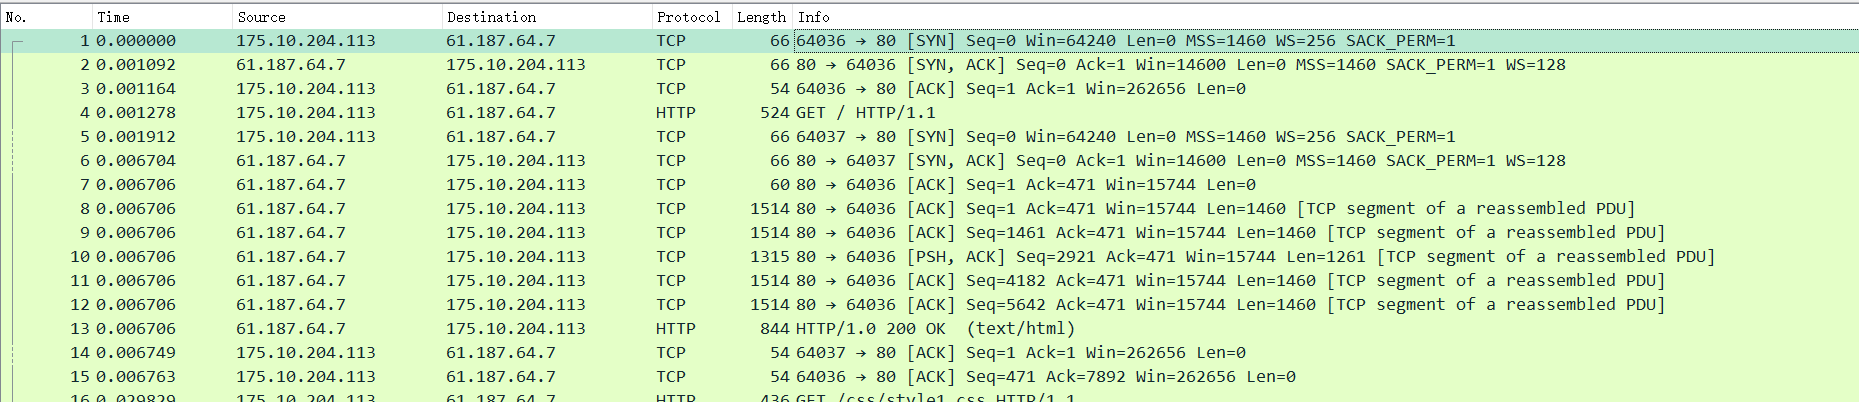 No. Time Source Destination Protocol Length Info
1 0.000000 175.10.204.113 61.187.64.7 TCP 66 64036 → 80 [SYN] Seq=0 Win=64240 Len=0 MSS=1460 WS=256 SACK_PERM=1
2 0.001092 61.187.64.7 175.10.204.113 TCP 66 80 → 64036 [SYN, ACK] Seq=0 Ack=1 Win=14600 Len=0 MSS=1460 SACK_PERM=1 WS=128
3 0.001164 175.10.204.113 61.187.64.7 TCP 54 64036 → 80 [ACK] Seq=1 Ack=1 Win=262656 Len=0
4 0.001278 175.10.204.113 61.187.64.7 HTTP 524 GET / HTTP/1.1
5 0.001912 175.10.204.113 61.187.64.7 TCP 66 64037 → 80 [SYN] Seq=0 Win=64240 Len=0 MSS=1460 WS=256 SACK_PERM=1
6 0.006704 61.187.64.7 175.10.204.113 TCP 66 80 → 64037 [SYN, ACK] Seq=0 Ack=1 Win=14600 Len=0 MSS=1460 SACK_PERM=1 WS=128
7 0.006706 61.187.64.7 175.10.204.113 TCP 60 80 → 64036 [ACK] Seq=1 Ack=471 Win=15744 Len=0
8 0.006706 61.187.64.7 175.10.204.113 TCP 1514 80 → 64036 [ACK] Seq=1 Ack=471 Win=15744 Len=1460 [TCP segment of a reassembled PDU]
9 0.006706 61.187.64.7 175.10.204.113 TCP 1514 80 → 64036 [ACK] Seq=1461 Ack=471 Win=15744 Len=1460 [TCP segment of a reassembled PDU]
10 0.006706 61.187.64.7 175.10.204.113 TCP 1315 80 → 64036 [PSH, ACK] Seq=2921 Ack=471 Win=15744 Len=1261 [TCP segment of a reassembled PDU]
11 0.006706 61.187.64.7 175.10.204.113 TCP 1514 80 → 64036 [ACK] Seq=4182 Ack=471 Win=15744 Len=1460 [TCP segment of a reassembled PDU]
12 0.006706 61.187.64.7 175.10.204.113 TCP 1514 80 → 64036 [ACK] Seq=5642 Ack=471 Win=15744 Len=1460 [TCP segment of a reassembled PDU]
13 0.006706 61.187.64.7 175.10.204.113 HTTP 844 HTTP/1.0 200 OK (text/html)
14 0.006749 175.10.204.113 61.187.64.7 TCP 54 64037 → 80 [ACK] Seq=1 Ack=1 Win=262656 Len=0
15 0.006763 175.10.204.113 61.187.64.7 TCP 54 64036 → 80 [ACK] Seq=471 Ack=7892 Win=262656 Len=0
16 0.029829 175.10.204.113 61.187.64.7 HTTP 436 GET /css/style1.css HTTP/1.1